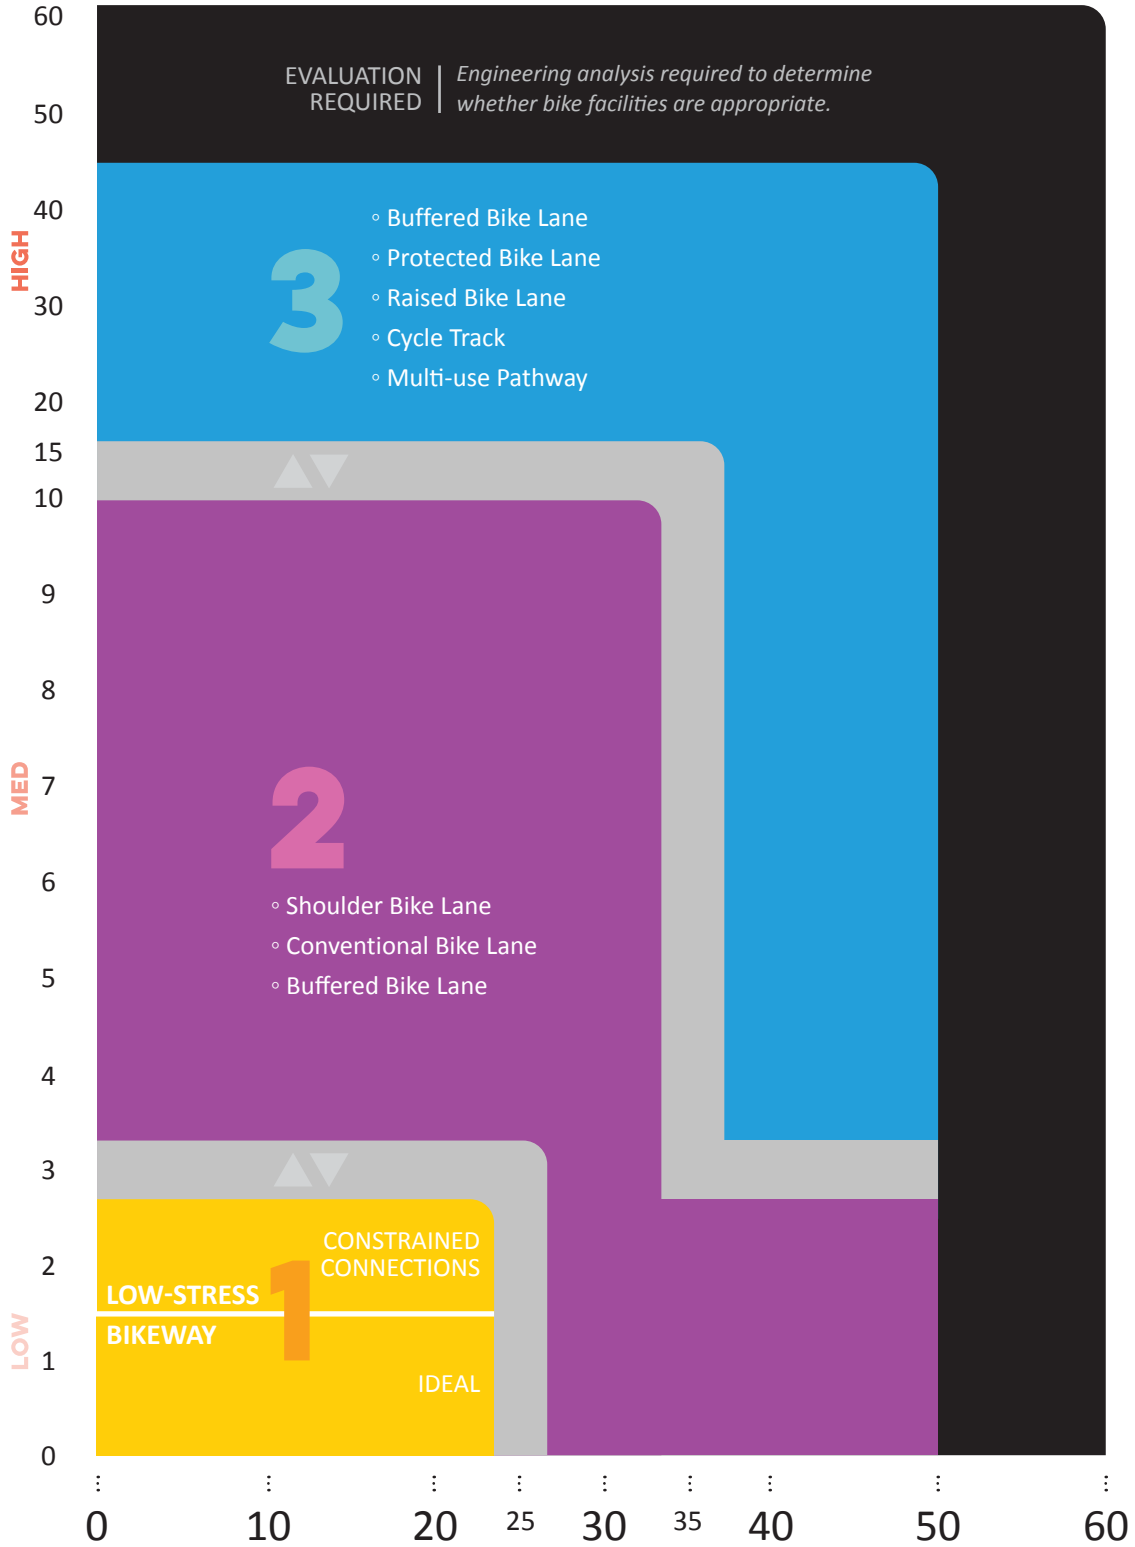 60
EVALUATION
REQUIRED
Engineering analysis required to determine
whether bike facilities are appropriate.
50
40
HIGH
30
20
15
10
3
◦ Buffered Bike Lane
◦ Protected Bike Lane
◦ Raised Bike Lane
◦ Cycle Track
◦ Multi-use Pathway
9
8
MED
7
6
5
4
2
◦ Shoulder Bike Lane
◦ Conventional Bike Lane
◦ Buffered Bike Lane
3
2
LOW
1
0
CONSTRAINED
CONNECTIONS
1
LOW-STRESS
BIKEWAY
IDEAL
0 10 20 25 30 35 40 50 60